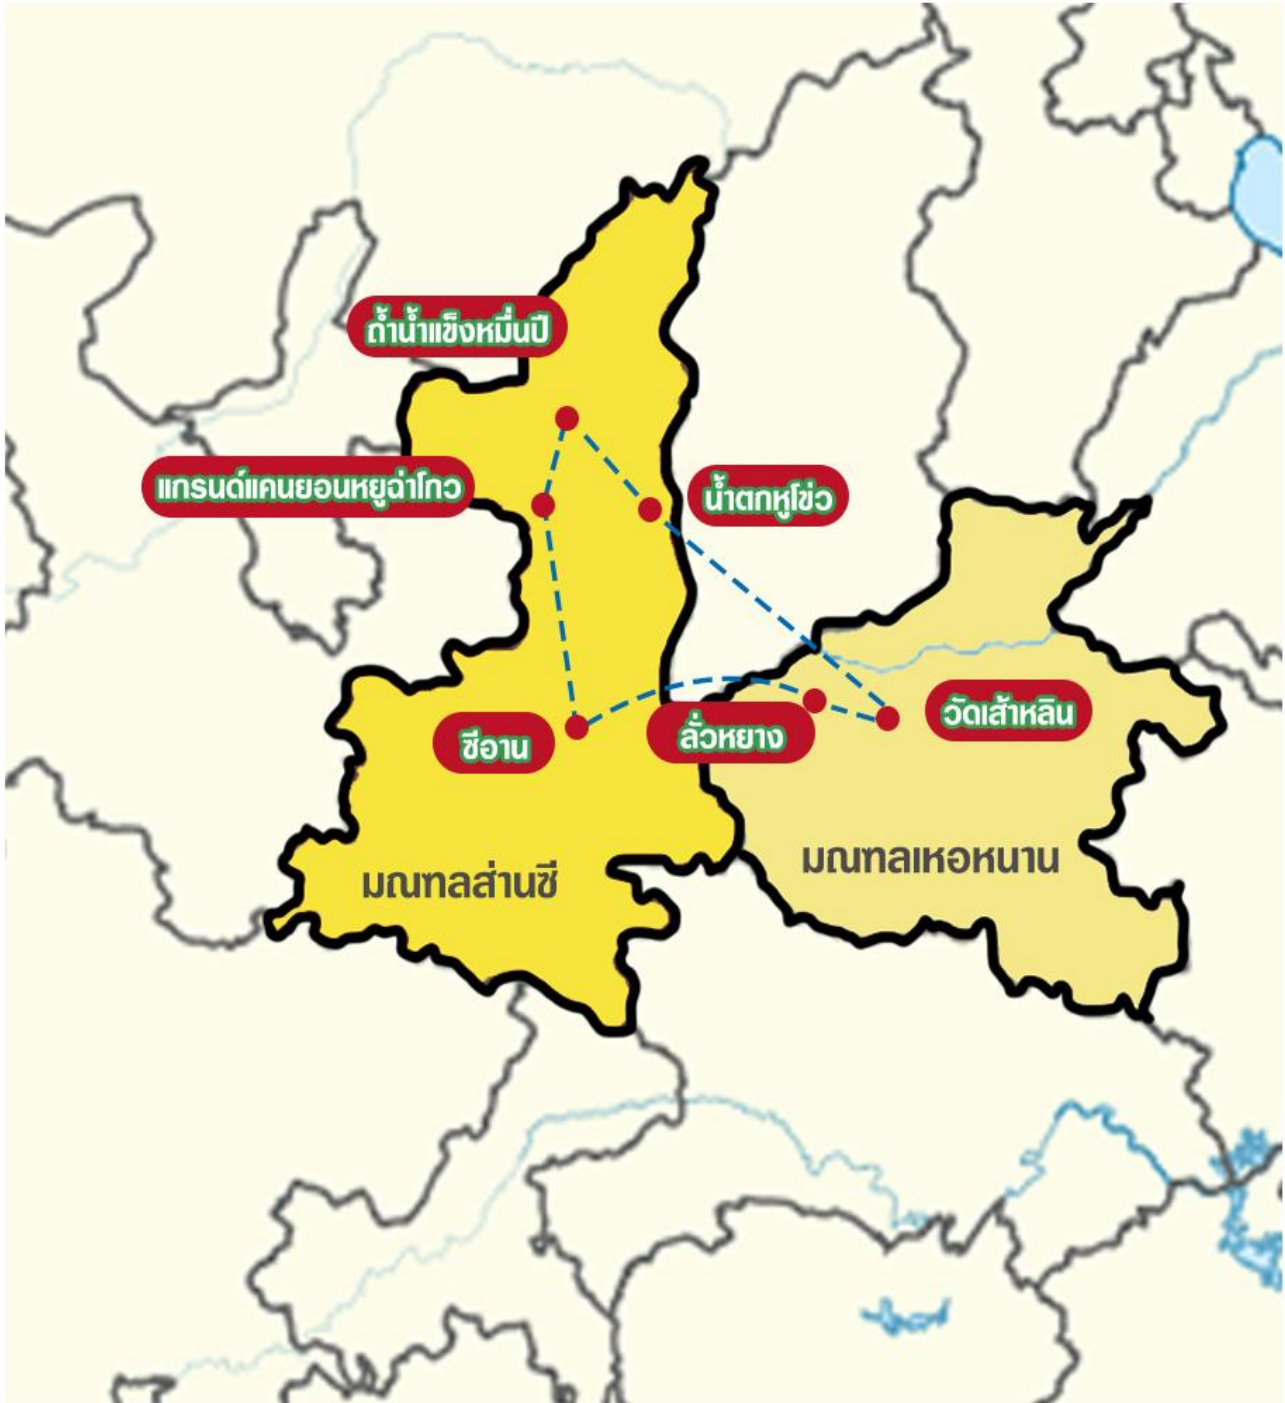 ถ้ำน้ำแข็งหมื่นปี
แกรนด์แคนยอนหยูฉ่าโกว
น้ำตกหูโข่ว
วัดเส้าหลิน
ซีอาน
ลั่วหยาง
มณฑลส่านซี
มณฑลเหอหนาน